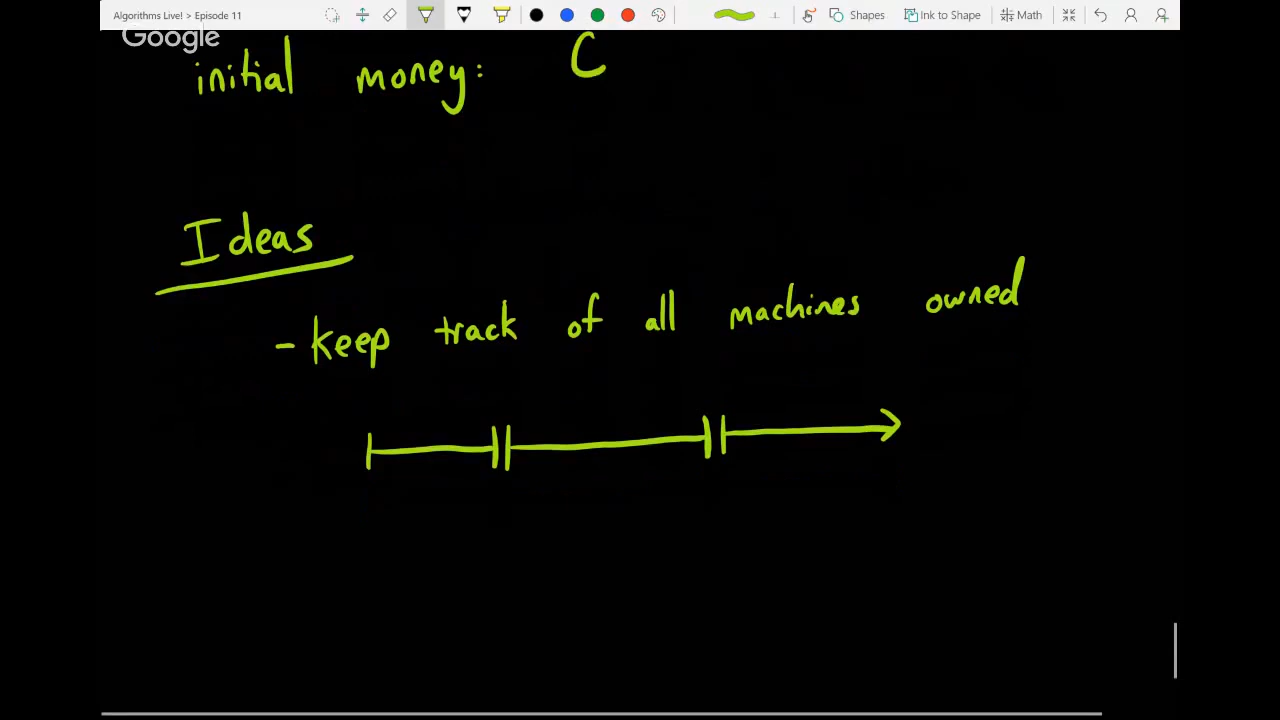 Algorithms Live! > Episode 11
Shapes
Ink to Shape
Math
Google
initial money: C
Ideas
- keep track of all machines owned